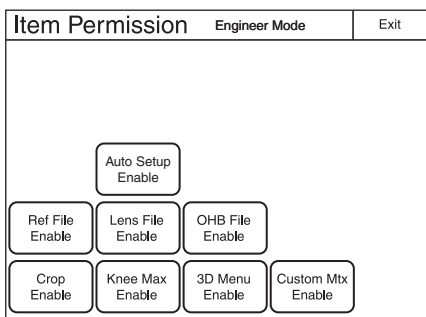 Item Permission Engineer Mode Exit
Auto Setup
Enable
Ref File
Enable
Lens File
Enable
OHB File
Enable
Crop
Enable
Knee Max
Enable
3D Menu
Enable
Custom Mtx
Enable